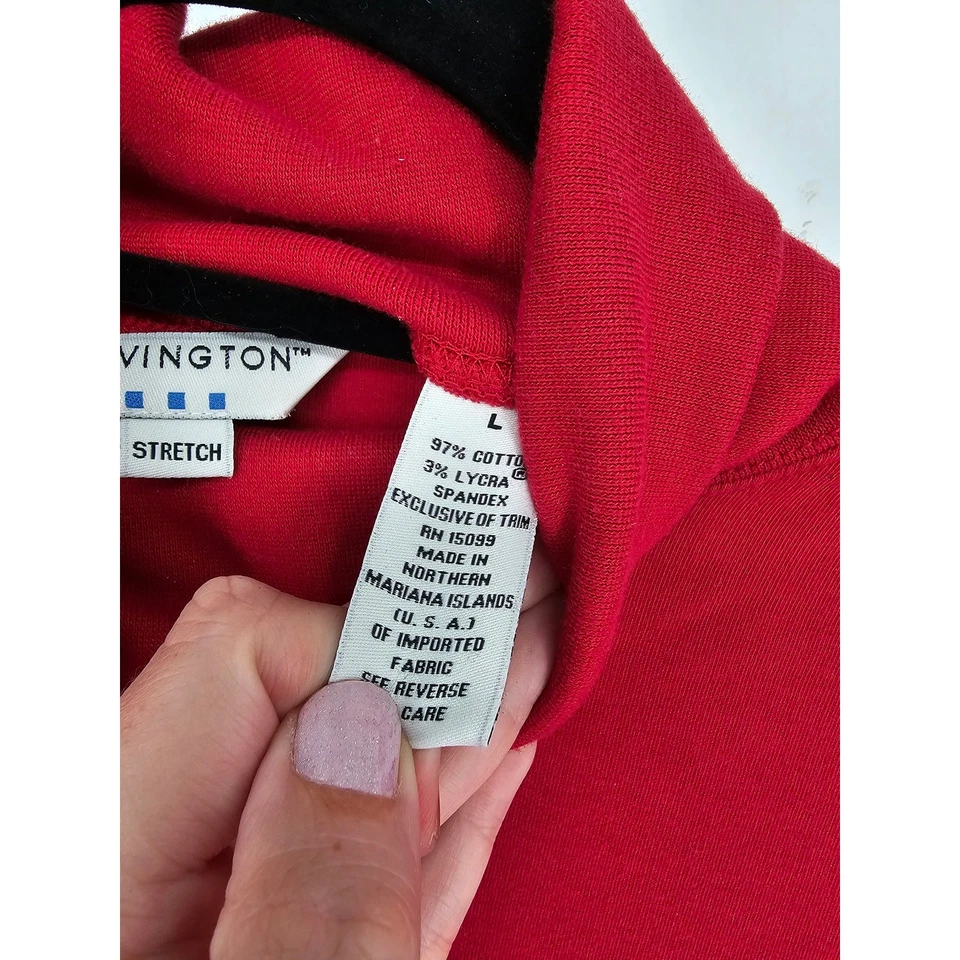 VINGTON™
STRETCH
L
97% COTTO
3% LYCRA®
SPANDEX
EXCLUSIVE OF TRIM
RN 15099
MADE IN
NORTHERN
MARIANA ISLANDS
(U. S. A.)
OF IMPORTED
FABRIC
SEE REVERSE
CARE